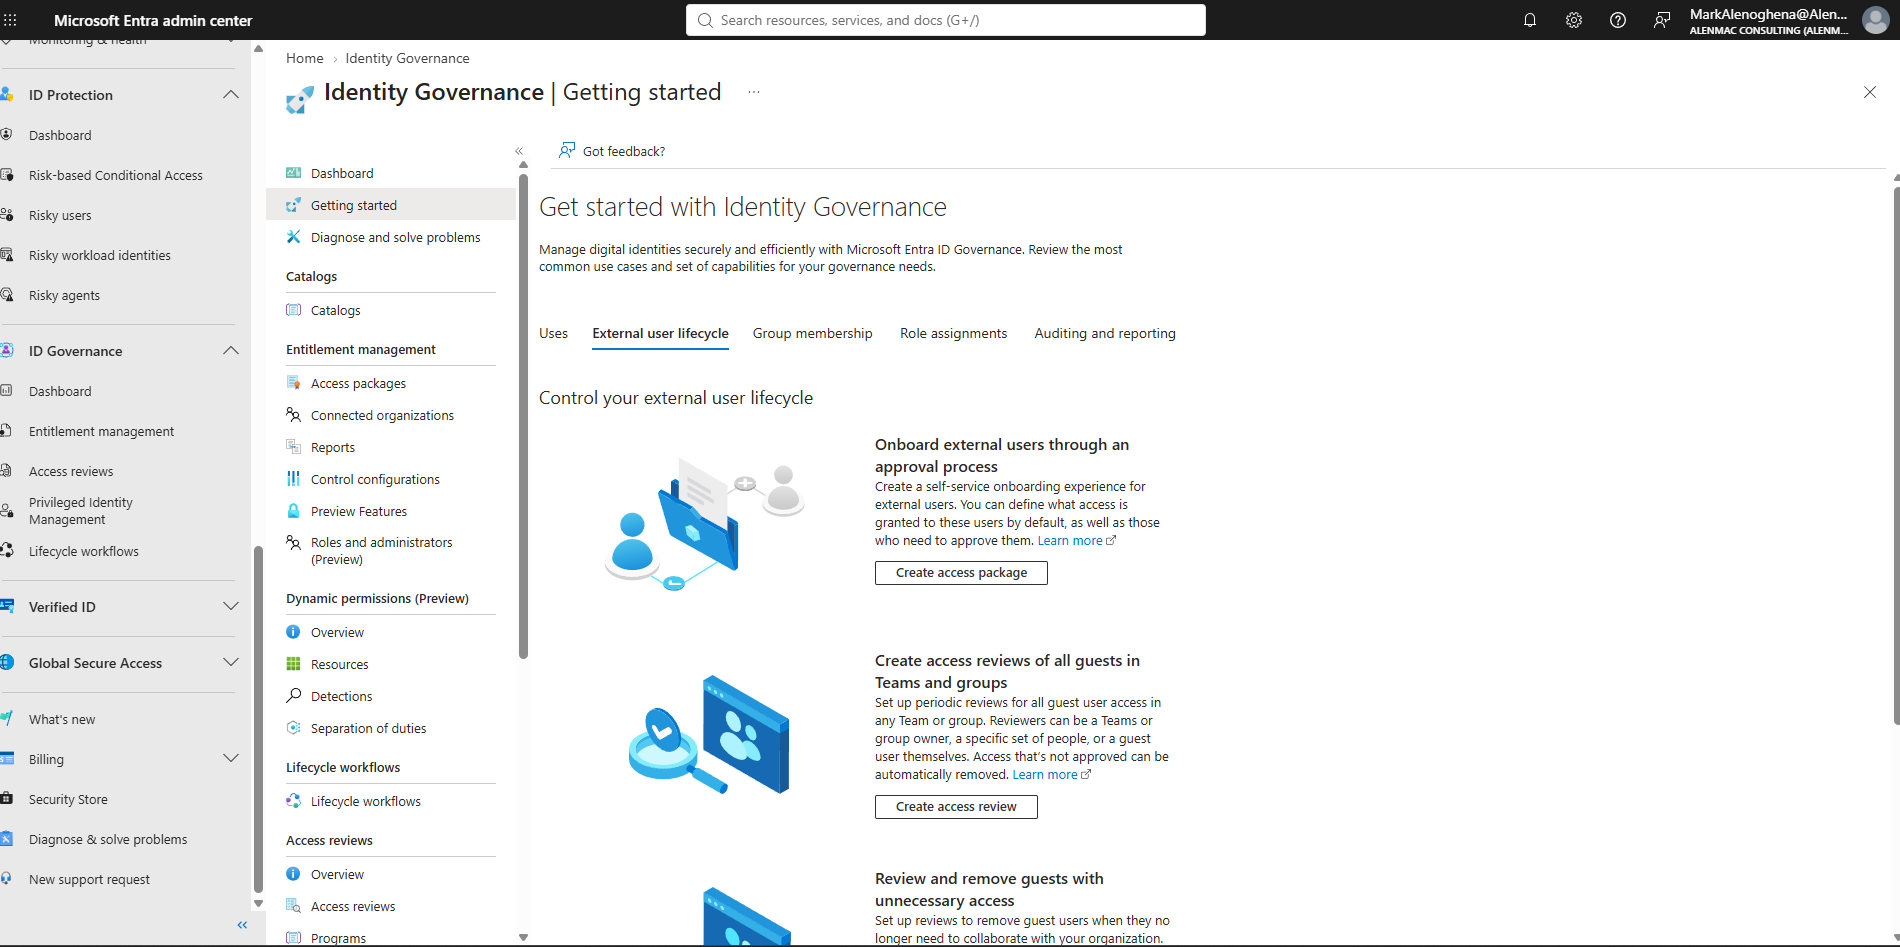 Microsoft Entra admin center
Search resources, services, and docs (G+/)
MarkAlenoghena@Alen...
ALENMAC CONSULTING (ALENM...
Monitoring & health
ID Protection
Dashboard
Risk-based Conditional Access
Risky users
Risky workload identities
Risky agents
ID Governance
Dashboard
Entitlement management
Access reviews
Privileged Identity
Management
Lifecycle workflows
Verified ID
Global Secure Access
What's new
Billing
Security Store
Diagnose & solve problems
New support request
Home > Identity Governance
Identity Governance | Getting started ...
Dashboard
Getting started
Diagnose and solve problems
Catalogs
Catalogs
Entitlement management
Access packages
Connected organizations
Reports
Control configurations
Preview Features
Roles and administrators
(Preview)
Dynamic permissions (Preview)
Overview
Resources
Detections
Separation of duties
Lifecycle workflows
Lifecycle workflows
Access reviews
Overview
Access reviews
Programs
Got feedback?
Get started with Identity Governance
Manage digital identities securely and efficiently with Microsoft Entra ID Governance. Review the most
common use cases and set of capabilities for your governance needs.
Uses External user lifecycle Group membership Role assignments Auditing and reporting
Control your external user lifecycle
Onboard external users through an
approval process
Create a self-service onboarding experience for
external users. You can define what access is
granted to these users by default, as well as those
who need to approve them. Learn more
Create access package
Create access reviews of all guests in
Teams and groups
Set up periodic reviews for all guest user access in
any Team or group. Reviewers can be a Teams or
group owner, a specific set of people, or a guest
user themselves. Access that's not approved can be
automatically removed. Learn more
Create access review
Review and remove guests with
unnecessary access
Set up reviews to remove guest users when they no
longer need to collaborate with your organization.